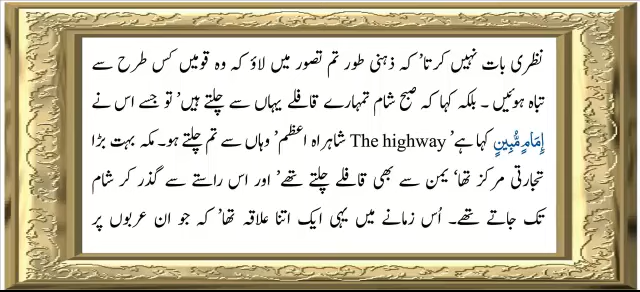 نظری بات نہیں کرتا’ کہ ذہنی طور تم تصور میں لاؤ کہ وہ قومیں کس طرح سے
تباہ ہوئیں ۔ بلکہ کہا کہ صبح شام تمہارے قافلے یہاں سے چلتے ہیں’ تو جسے اس نے
اِمَامٍ مُّبِينٍ کہا ہے’ The highway شاہراہ اعظم’ وہاں سے تم چلتے ہو۔ مکہ بہت بڑا
تجارتی مرکز تھا‘ یمن سے بھی قافلے چلتے تھے’ اور اس راستے سے گذر کر شام
تک جاتے تھے۔ اُس زمانے میں یہی ایک اتنا علاقہ تھا’ کہ جو ان عربوں پر